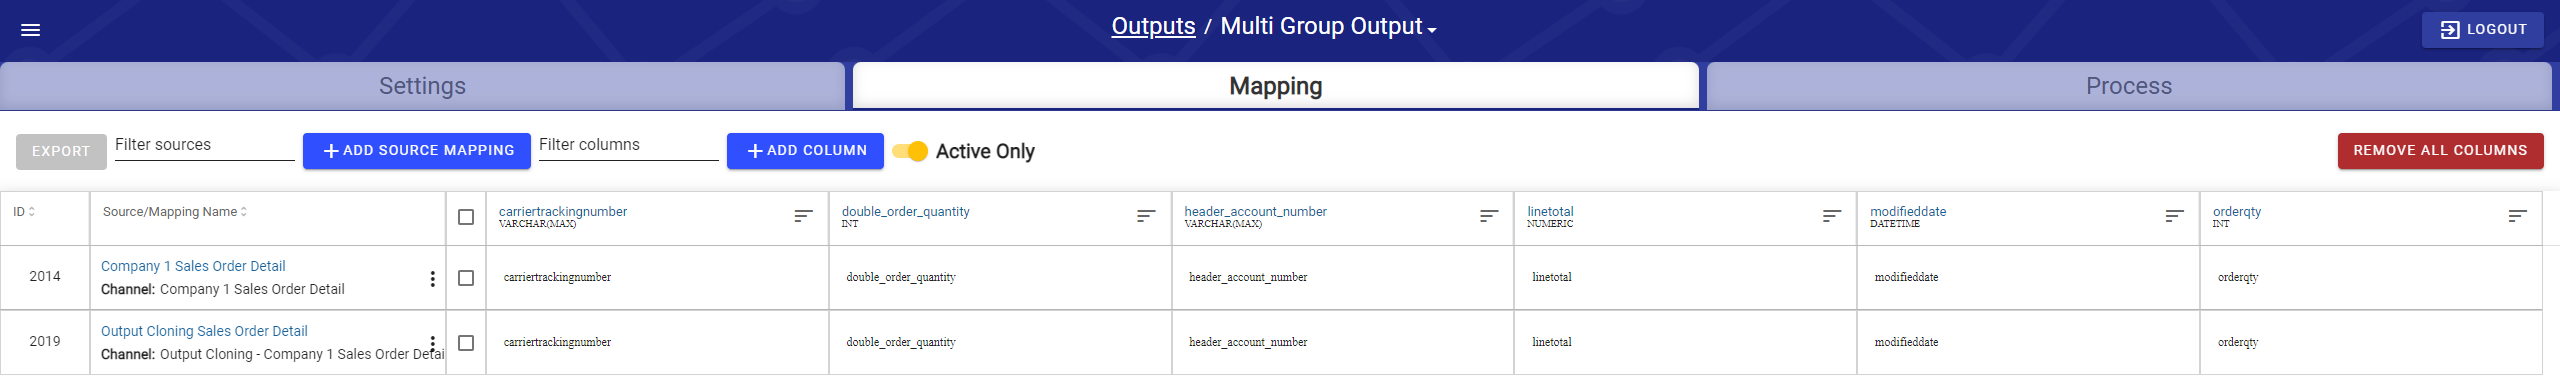 Outputs / Multi Group Output
LOGOUT
Settings
Mapping
Process
EXPORT
Filter sources
+ ADD SOURCE MAPPING
Filter columns
+ ADD COLUMN
Active Only
REMOVE ALL COLUMNS
ID
Source/Mapping Name
carriertrackingnumber
VARCHAR(MAX)
double_order_quantity
INT
header_account_number
VARCHAR(MAX)
linetotal
NUMERIC
modifieddate
DATETIME
orderqty
INT
2014
Company 1 Sales Order Detail
Channel: Company 1 Sales Order Detail
carriertrackingnumber
double_order_quantity
header_account_number
linetotal
modifieddate
orderqty
2019
Output Cloning Sales Order Detail
Channel: Output Cloning - Company 1 Sales Order Detai
carriertrackingnumber
double_order_quantity
header_account_number
linetotal
modifieddate
orderqty